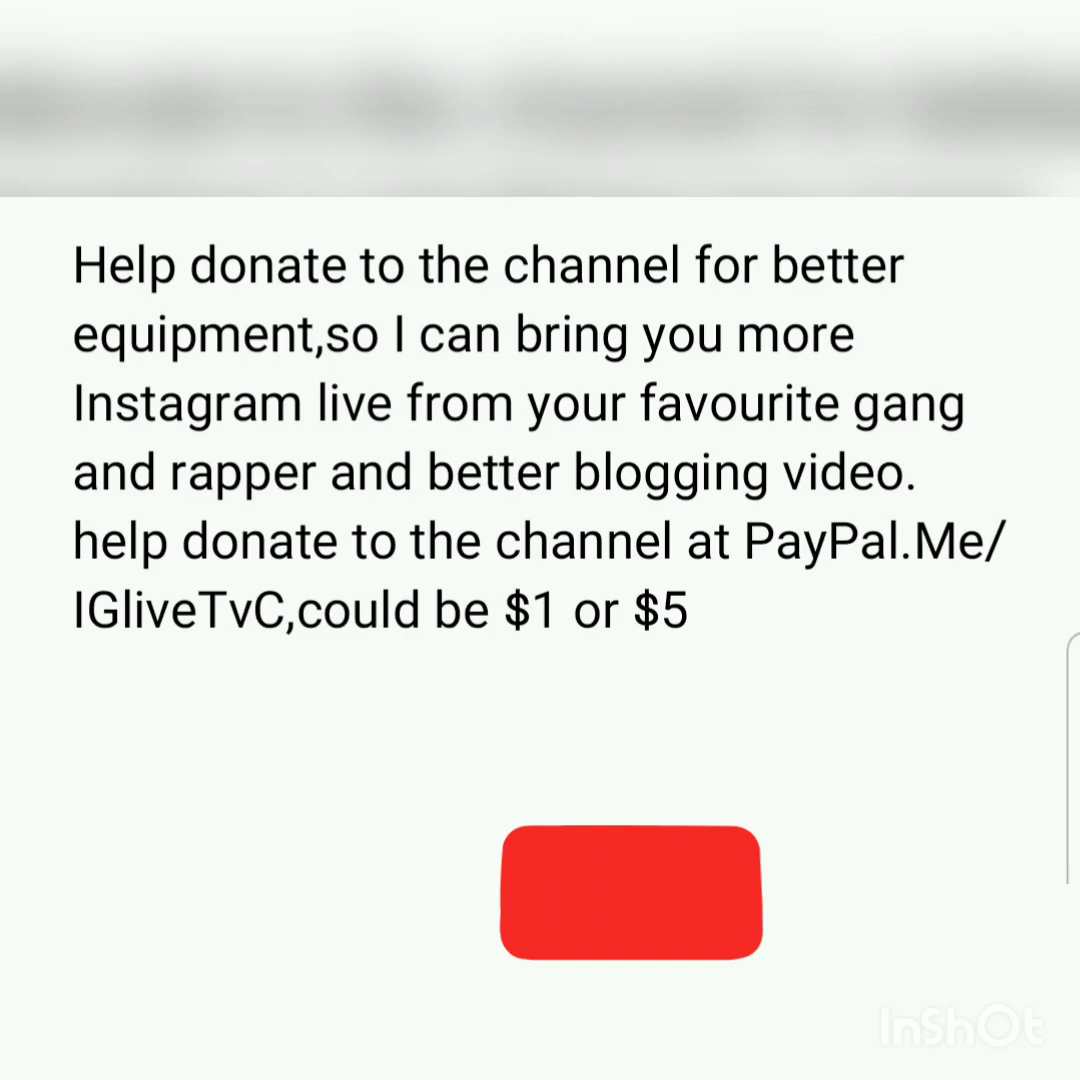 Help donate to the channel for better
equipment,so I can bring you more
Instagram live from your favourite gang
and rapper and better blogging video.
help donate to the channel at PayPal.Me/
IGliveTvC,could be $1 or $5
InShOt